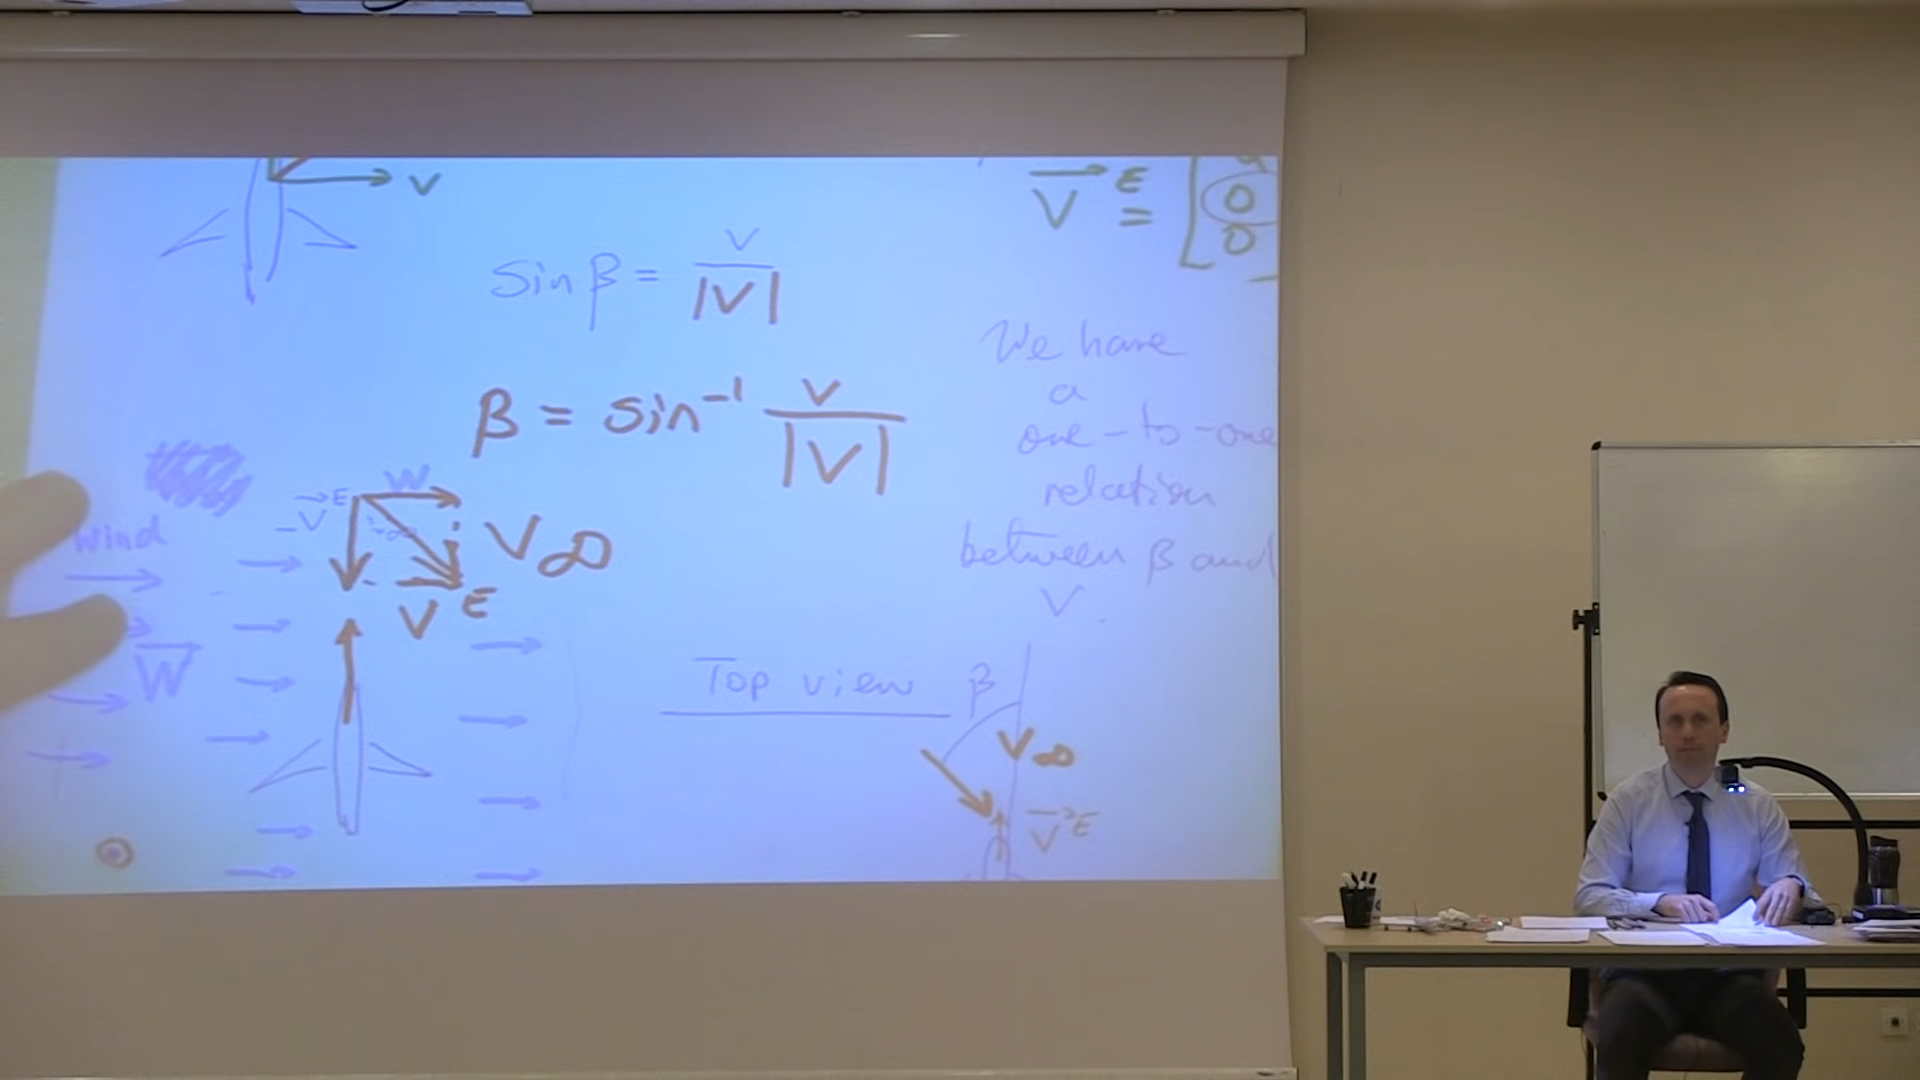 V
V⃗ᴱ = [0 0
sin β = v / |V|
We have
a
one-to-one
relation
between β and
v.
β = sin⁻¹ v / |V|
W
-V⃗ᴱ
V∞
V ᴱ
Wind
W⃗
Top view
β
V∞
V⃗ᴱ